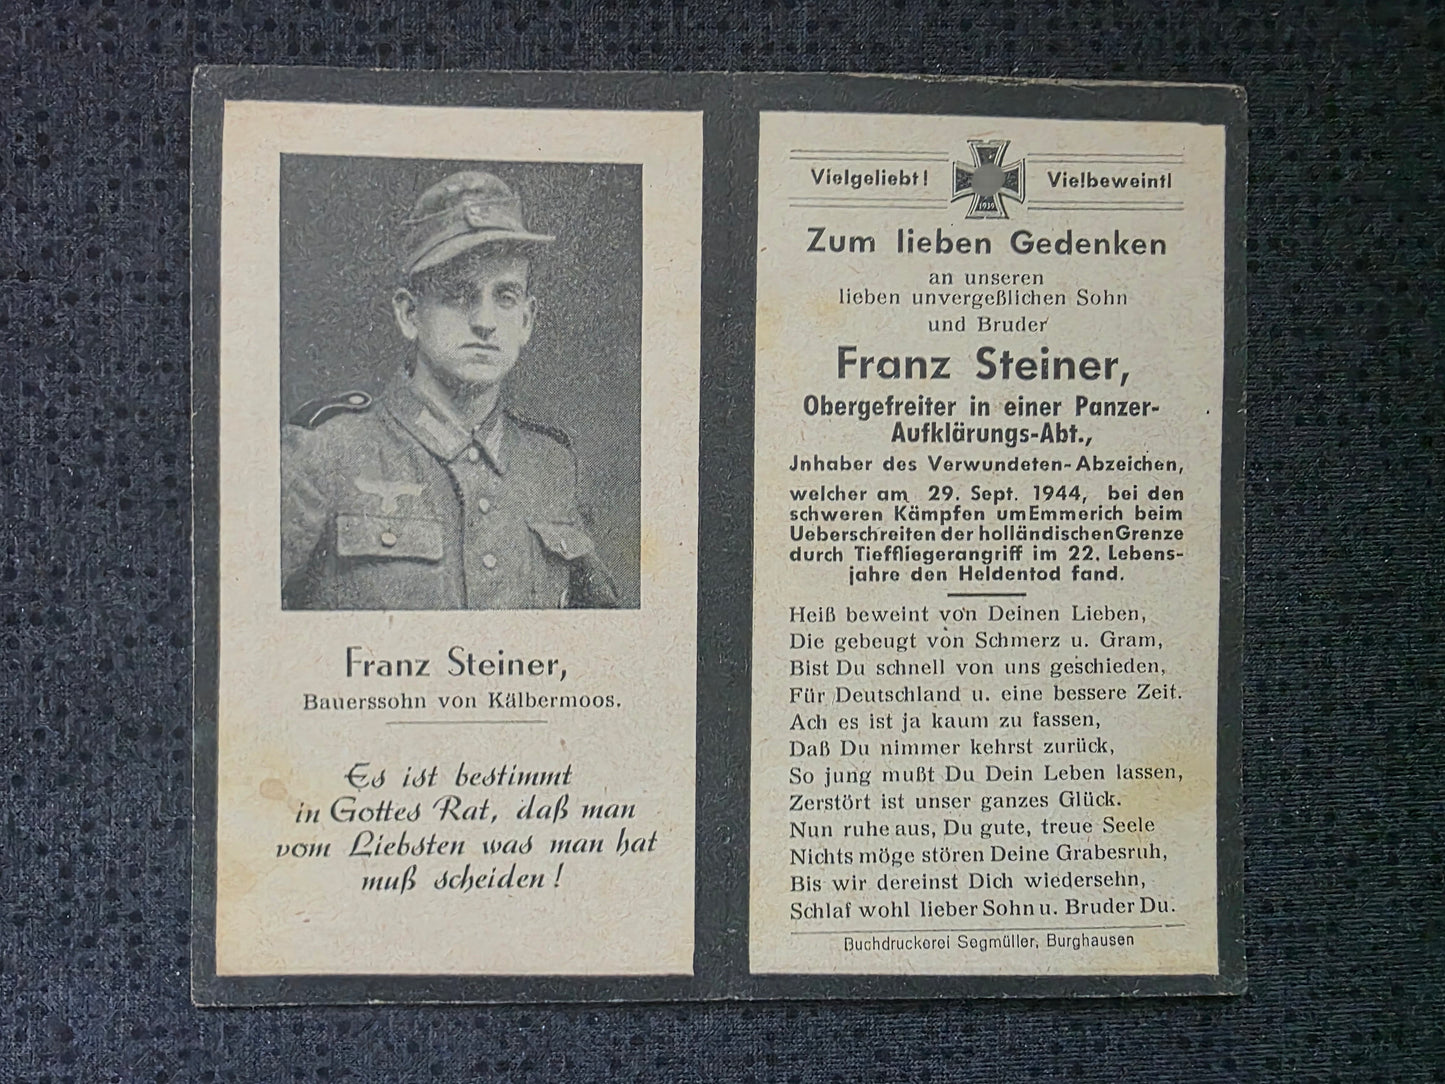 Franz Steiner,
Bauerssohn von Kälbermoos.
Es ist bestimmt
in Gottes Rat, daß man
vom Liebsten was man hat
muß scheiden!
Vielgeliebt! Vielbeweint!
1939
Zum lieben Gedenken
an unseren
lieben unvergeßlichen Sohn
und Bruder
Franz Steiner,
Obergefreiter in einer Panzer-
Aufklärungs-Abt.,
Jnhaber des Verwundeten-Abzeichen,
welcher am 29. Sept. 1944, bei den
schweren Kämpfen um Emmerich beim
Ueberschreiten der holländischen Grenze
durch Tieffliegerangriff im 22. Lebens-
jahre den Heldentod fand.
Heiß beweint von Deinen Lieben,
Die gebeugt von Schmerz u. Gram,
Bist Du schnell von uns geschieden,
Für Deutschland u. eine bessere Zeit.
Ach es ist ja kaum zu fassen,
Daß Du nimmer kehrst zurück,
So jung mußt Du Dein Leben lassen,
Zerstört ist unser ganzes Glück.
Nun ruhe aus, Du gute, treue Seele
Nichts möge stören Deine Grabesruh,
Bis wir dereinst Dich wiedersehn,
Schlaf wohl lieber Sohn u. Bruder Du.
Buchdruckerei Segmüller, Burghausen